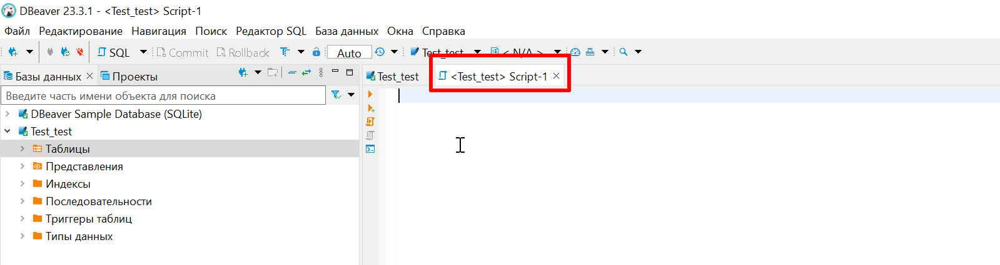 DBeaver 23.3.1 - <Test_test> Script-1
Файл Редактирование Навигация Поиск Редактор SQL База данных Окна Справка
SQL Commit Rollback Auto Test_test < N/A >
Базы данных Проекты
Test_test <Test_test> Script-1
Введите часть имени объекта для поиска
DBeaver Sample Database (SQLite)
Test_test
Таблицы
Представления
Индексы
Последовательности
Триггеры таблиц
Типы данных